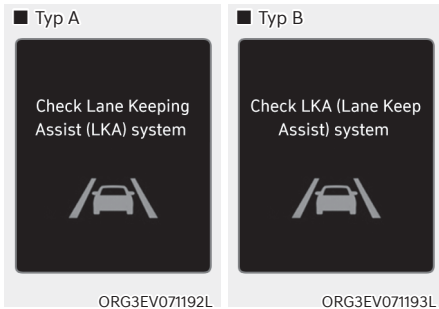 ■ Typ A
Check Lane Keeping
Assist (LKA) system
ORG3EV071192L
■ Typ B
Check LKA (Lane Keep
Assist) system
ORG3EV071193L